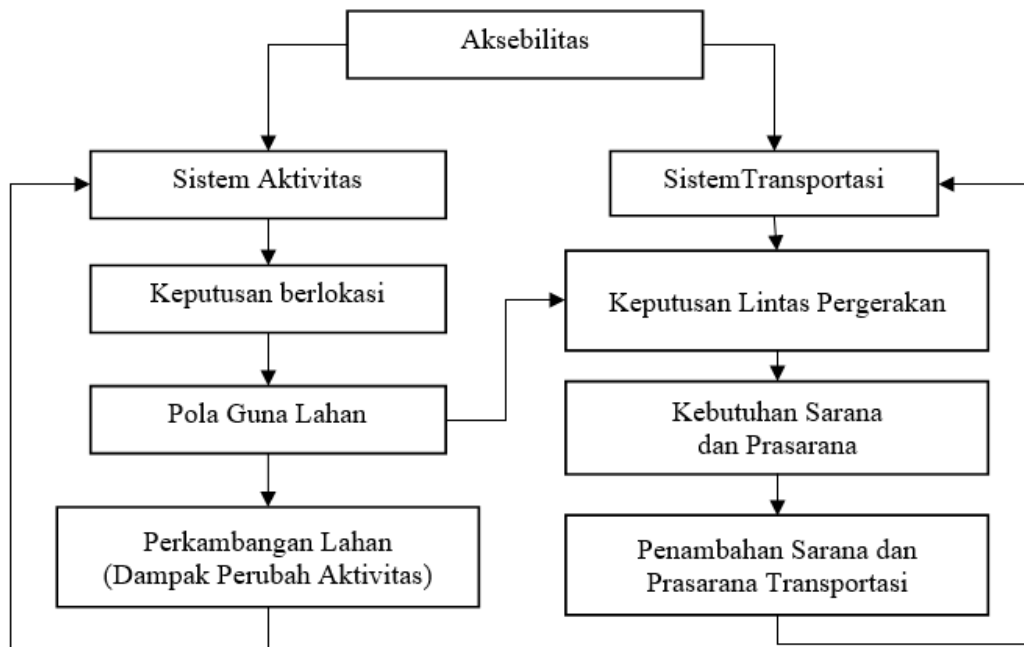 Aksebilitas
Sistem Aktivitas
SistemTransportasi
Keputusan berlokasi
Keputusan Lintas Pergerakan
Pola Guna Lahan
Kebutuhan Sarana
dan Prasarana
Perkambangan Lahan
(Dampak Perubah Aktivitas)
Penambahan Sarana dan
Prasarana Transportasi